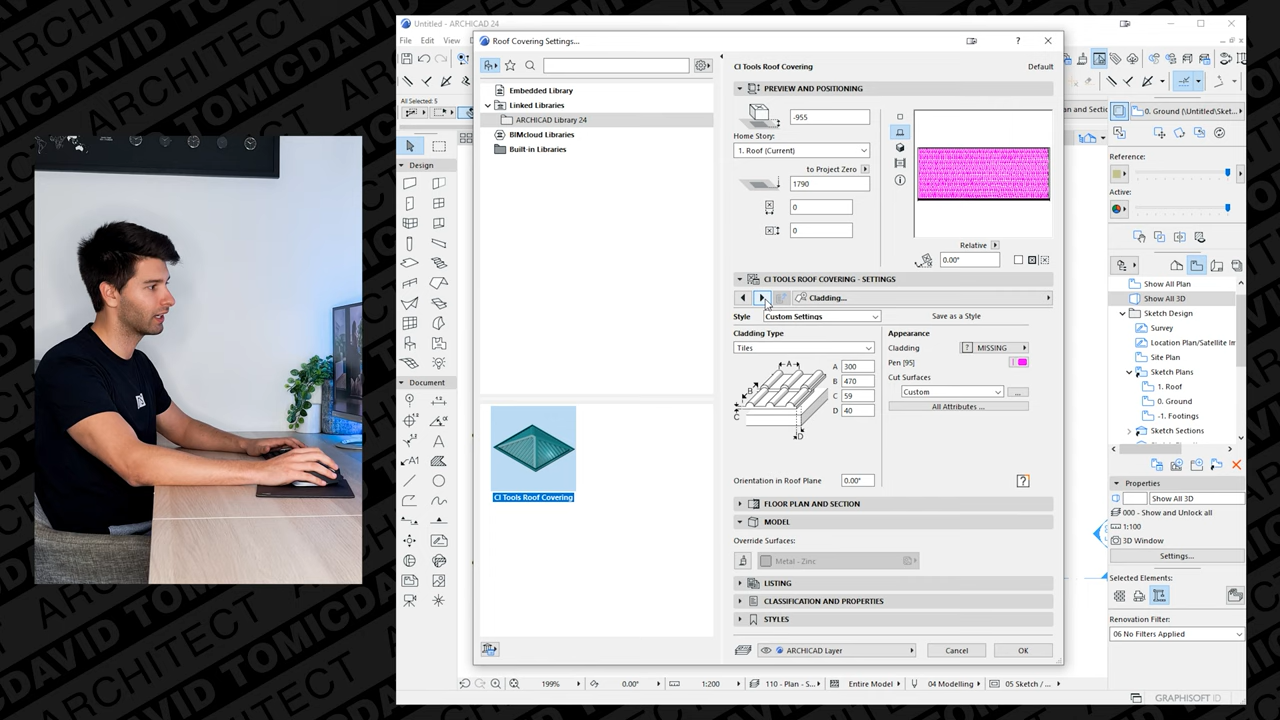 Untitled - ARCHICAD 24
File Edit View
All Selected: 5
Design
Document
Roof Covering Settings...
?
Embedded Library
Linked Libraries
ARCHICAD Library 24
BIMcloud Libraries
Built-in Libraries
CI Tools Roof Covering
CI Tools Roof Covering
Default
PREVIEW AND POSITIONING
-955
Home Story:
1. Roof (Current)
to Project Zero
1790
0
0
Relative
0.00°
CI TOOLS ROOF COVERING - SETTINGS
Cladding...
Style Custom Settings Save as a Style
Cladding Type Appearance
Tiles Cladding ? MISSING
Pen [95]
A 300
B 470
C 59
D 40
Cut Surfaces
Custom ...
All Attributes ...
Orientation in Roof Plane 0.00° ?
FLOOR PLAN AND SECTION
MODEL
Override Surfaces:
Metal - Zinc
LISTING
CLASSIFICATION AND PROPERTIES
STYLES
ARCHICAD Layer Cancel OK
0. Ground (\Untitled\Sket...
Reference:
Active:
Show All Plan
Show All 3D
Sketch Design
Survey
Location Plan/Satellite Im
Site Plan
Sketch Plans
1. Roof
0. Ground
-1. Footings
Sketch Sections
Properties
Show All 3D
000 - Show and Unlock all
1:100
3D Window
Settings...
Selected Elements:
Renovation Filter:
06 No Filters Applied
199% 0.00° 1:200 110 - Plan - S... Entire Model 04 Modelling 05 Sketch / ...
GRAPHISOFT ID
DAVID TOMIC
ARCHITECT